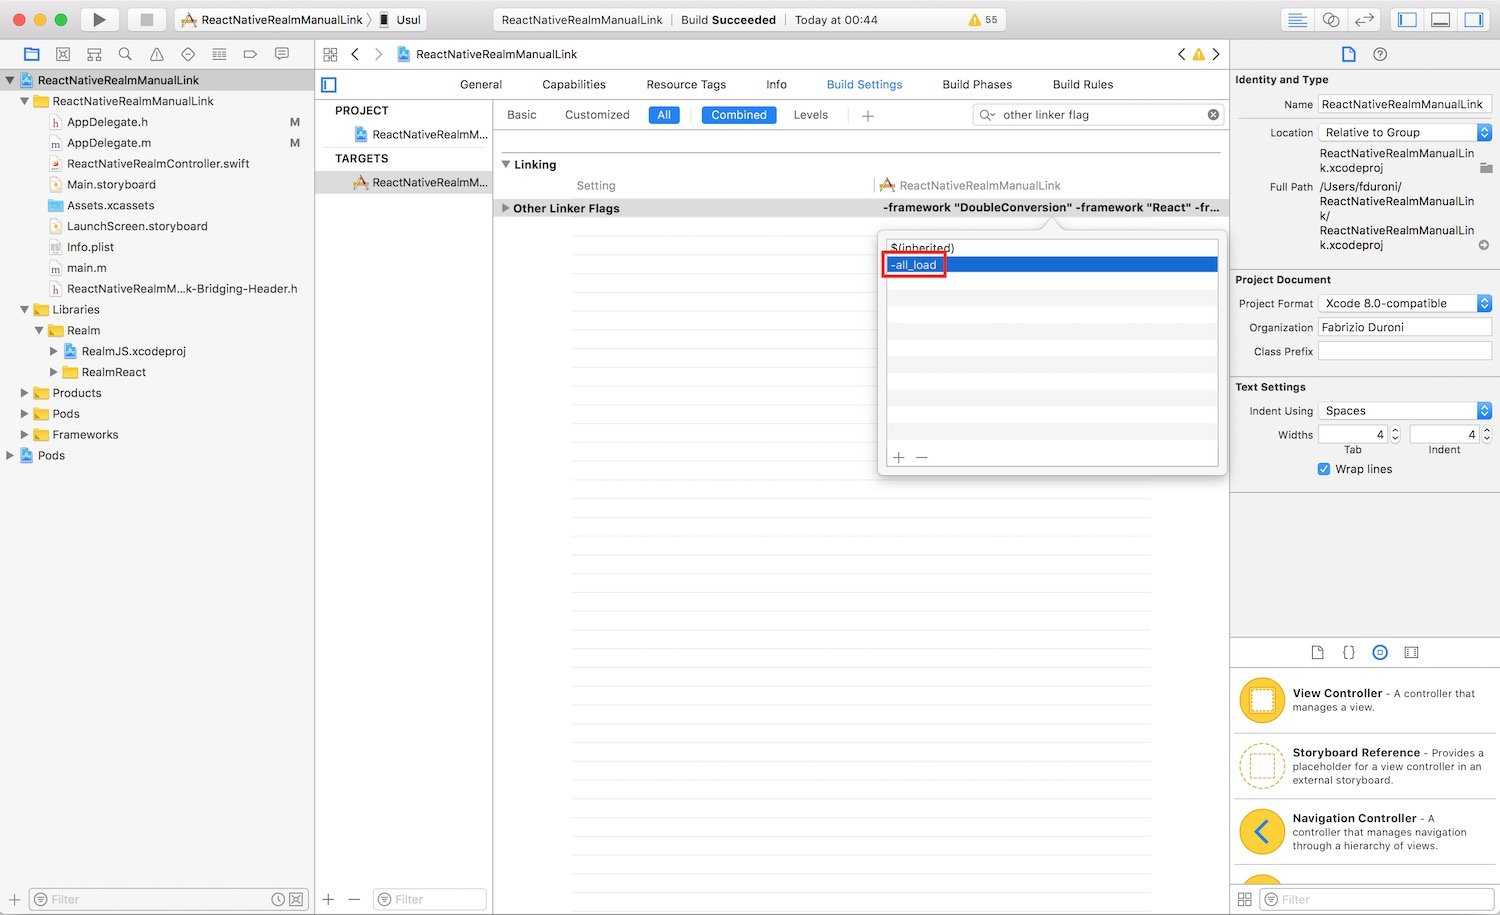 ReactNativeRealmManualLink Usul
ReactNativeRealmManualLink Build Succeeded Today at 00:44 55
ReactNativeRealmManualLink
ReactNativeRealmManualLink
AppDelegate.h M
AppDelegate.m M
ReactNativeRealmController.swift
Main.storyboard
Assets.xcassets
LaunchScreen.storyboard
Info.plist
main.m
ReactNativeRealmM...k-Bridging-Header.h
Libraries
Realm
RealmJS.xcodeproj
RealmReact
Products
Pods
Frameworks
Pods
Filter
ReactNativeRealmManualLink
General Capabilities Resource Tags Info Build Settings Build Phases Build Rules
PROJECT
ReactNativeRealmM...
TARGETS
ReactNativeRealmM...
Filter
Basic Customized All Combined Levels + other linker flag
Linking
Setting ReactNativeRealmManualLink
Other Linker Flags -framework "DoubleConversion" -framework "React" -fr...
$(inherited)
-all_load
Identity and Type
Name ReactNativeRealmManualLink
Location Relative to Group
ReactNativeRealmManualLin
k.xcodeproj
Full Path /Users/fduroni/
ReactNativeRealmManualLin
k/
ReactNativeRealmManualLin
k.xcodeproj
Project Document
Project Format Xcode 8.0-compatible
Organization Fabrizio Duroni
Class Prefix
Text Settings
Indent Using Spaces
Widths 4 4
Tab Indent
Wrap lines
View Controller - A controller that
manages a view.
Storyboard Reference - Provides a
placeholder for a view controller in an
external storyboard.
Navigation Controller - A
controller that manages navigation
through a hierarchy of views.
Filter